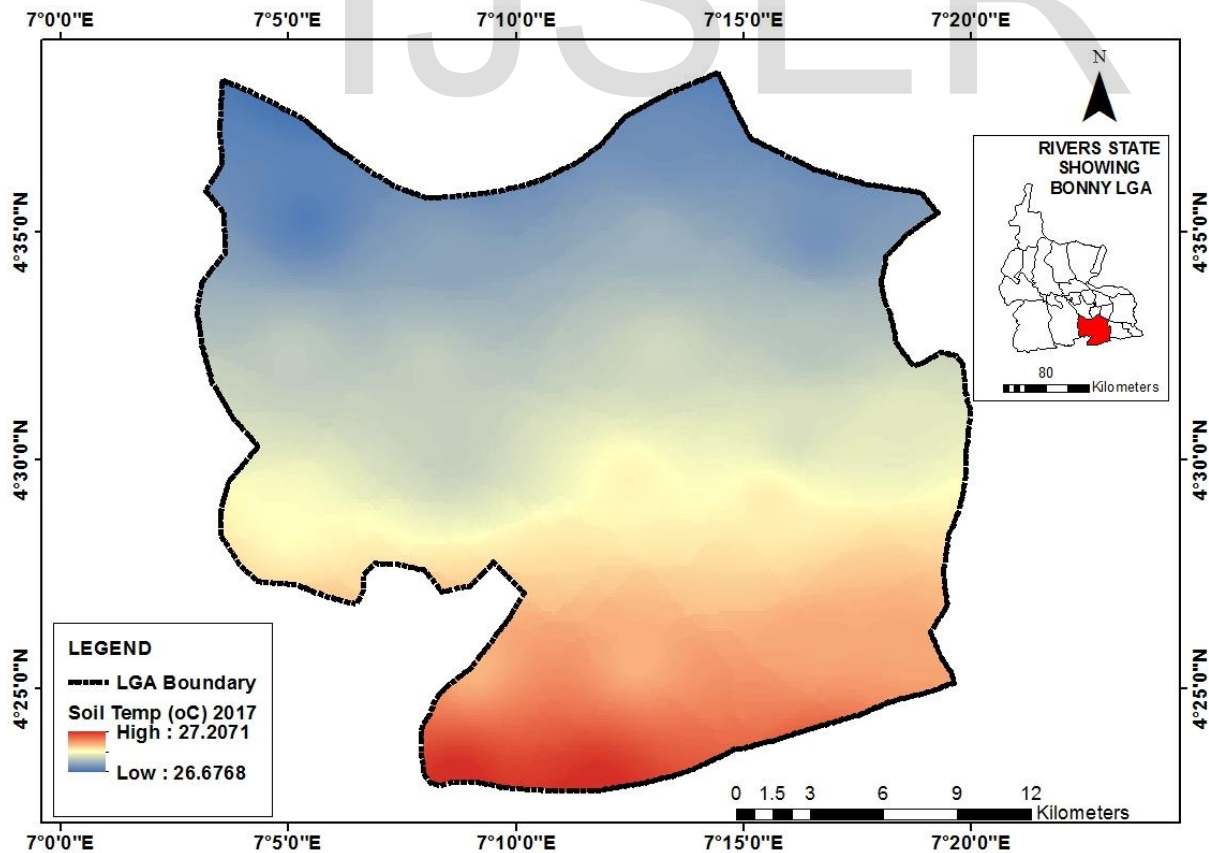 IJSER
7°0'0"E 7°5'0"E 7°10'0"E 7°15'0"E 7°20'0"E
N
RIVERS STATE
SHOWING
BONNY LGA
80
Kilometers
4°35'0"N 4°35'0"N
4°30'0"N 4°30'0"N
4°25'0"N 4°25'0"N
LEGEND
LGA Boundary
Soil Temp (oC) 2017
High : 27.2071
Low : 26.6768
0 1.5 3 6 9 12
Kilometers
7°0'0"E 7°5'0"E 7°10'0"E 7°15'0"E 7°20'0"E